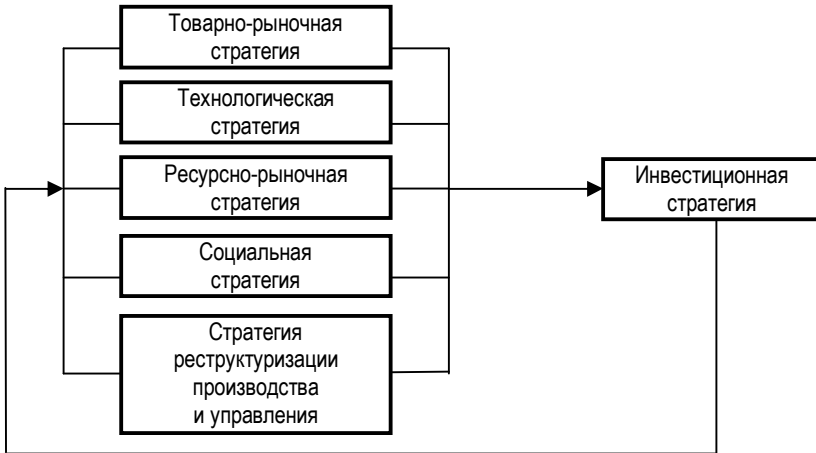 Товарно-рыночная
стратегия
Технологическая
стратегия
Ресурсно-рыночная
стратегия
Социальная
стратегия
Стратегия
реструктуризации
производства
и управления
Инвестиционная
стратегия